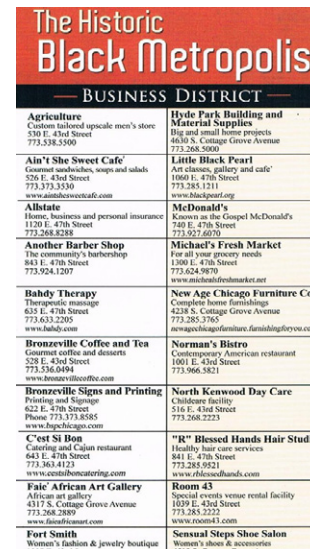 The Historic
Black Metropolis
BUSINESS DISTRICT
Agriculture
Custom tailored upscale men's store
530 E. 43rd Street
773.538.5500
Ain't She Sweet Cafe'
Gourmet sandwiches, soups and salads
526 E. 43rd Street
773.373.3530
www.aintshesweetcafe.com
Allstate
Home, business and personal insurance
1120 E. 47th Street
773.268.8288
Another Barber Shop
The community's barbershop
843 E. 47th Street
773.924.1207
Bahdy Therapy
Therapeutic massage
635 E. 47th Street
773.633.2205
www.bahdy.com
Bronzeville Coffee and Tea
Gourmet coffee and desserts
528 E. 43rd Street
773.536.0494
www.bronzevillecoffee.com
Bronzeville Signs and Printing
Printing and Signage
622 E. 47th Street
Phone 773.373.8585
www.bspchicago.com
C'est Si Bon
Catering and Cajun restaurant
643 E. 47th Street
773.363.4123
www.cestsiboncatering.com
Faie' African Art Gallery
African art gallery
4317 S. Cottage Grove Avenue
773.268.2889
www.faieafricanart.com
Fort Smith
Women's fashion & jewelry boutique
Hyde Park Building and
Material Supplies
Big and small home projects
4630 S. Cottage Grove Avenue
773.268.5000
Little Black Pearl
Art classes, gallery and cafe'
1060 E. 47th Street
773.285.1211
www.blackpearl.org
McDonald's
Known as the Gospel McDonald's
740 E. 47th Street
773.927.6070
Michael's Fresh Market
For all your grocery needs
1300 E. 47th Street
773.624.9870
www.michealsfreshmarket.net
New Age Chicago Furniture Co
Complete home furnishings
4238 S. Cottage Grove Avenue
773.285.3765
newagechicagofurniture.furnishingforyou.co
Norman's Bistro
Contemporary American restaurant
1001 E. 43rd Street
773.966.5821
North Kenwood Day Care
Childcare facility
516 E. 43rd Street
773.268.2223
"R" Blessed Hands Hair Studi
Healthy hair care services
841 E. 47th Street
773.285.9521
www.rblessedhands.com
Room 43
Special events venue rental facility
1039 E. 43rd Street
773.285.2222
www.room43.com
Sensual Steps Shoe Salon
Women's shoes & accessories